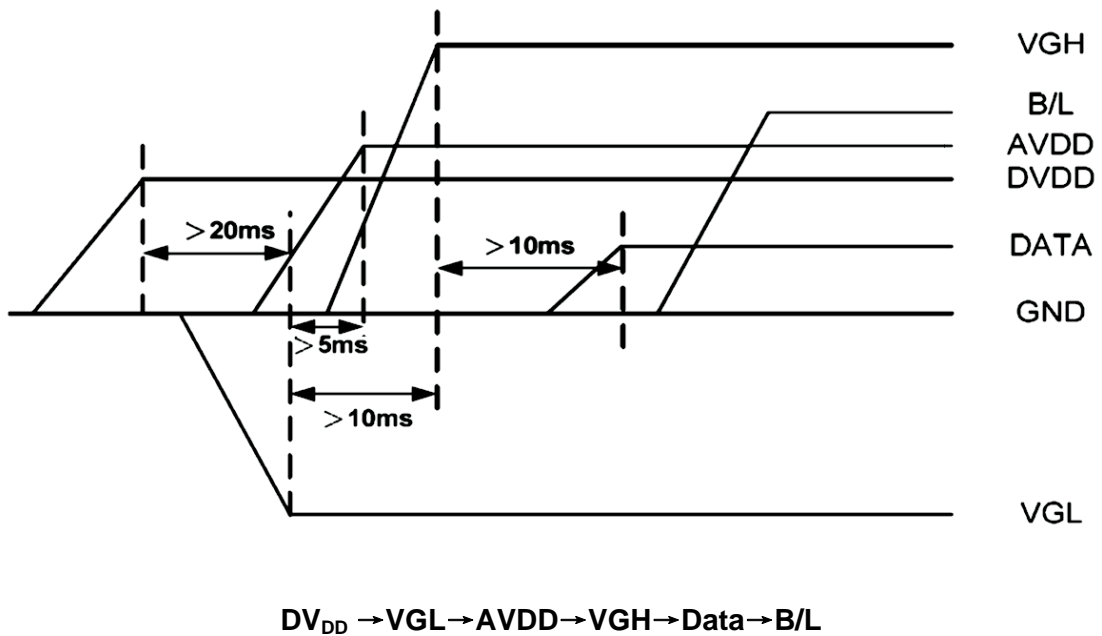 VGH
B/L
AVDD
DVDD
>20ms
>10ms
DATA
GND
>5ms
>10ms
VGL
DVDD →VGL→AVDD→VGH→Data→B/L